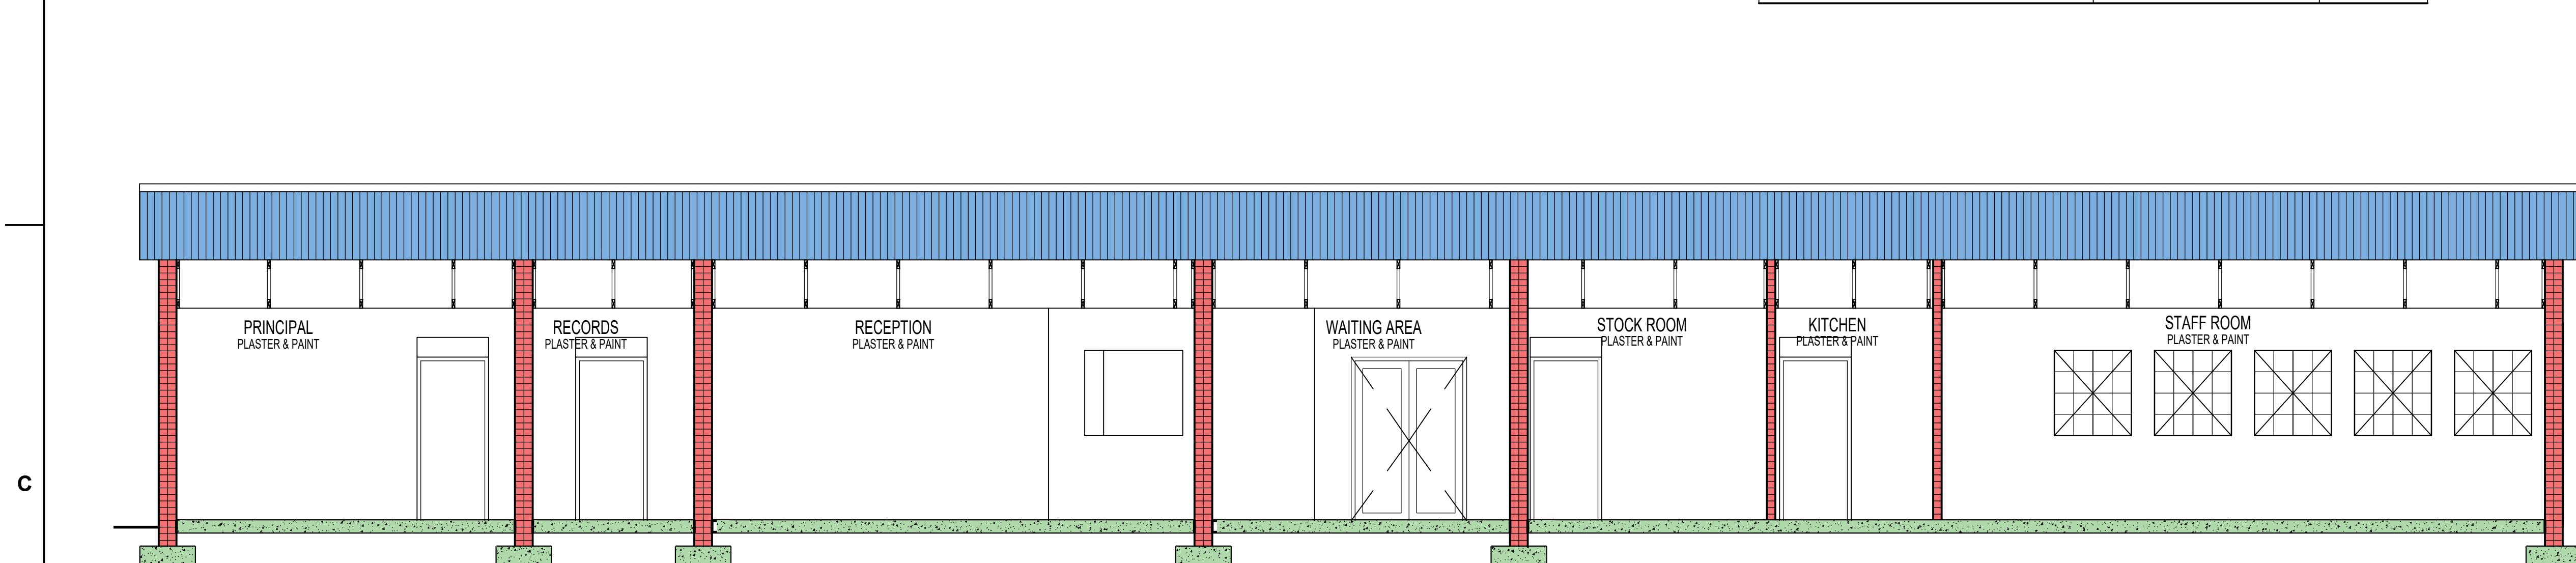 PRINCIPAL
PLASTER & PAINT
RECORDS
PLASTER & PAINT
RECEPTION
PLASTER & PAINT
WAITING AREA
PLASTER & PAINT
STOCK ROOM
PLASTER & PAINT
KITCHEN
PLASTER & PAINT
STAFF ROOM
PLASTER & PAINT
C